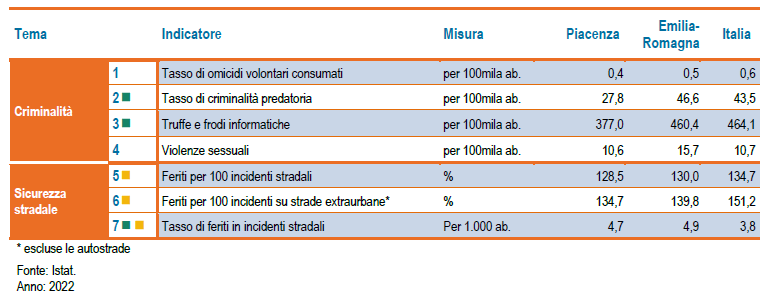 Tema Indicatore Misura Piacenza Emilia-Romagna Italia
Criminalità
1 Tasso di omicidi volontari consumati per 100mila ab. 0,4 0,5 0,6
2 Tasso di criminalità predatoria per 100mila ab. 27,8 46,6 43,5
3 Truffe e frodi informatiche per 100mila ab. 377,0 460,4 464,1
4 Violenze sessuali per 100mila ab. 10,6 15,7 10,7
Sicurezza
stradale
5 Feriti per 100 incidenti stradali % 128,5 130,0 134,7
6 Feriti per 100 incidenti su strade extraurbane* % 134,7 139,8 151,2
7 Tasso di feriti in incidenti stradali Per 1.000 ab. 4,7 4,9 3,8
* escluse le autostrade
Fonte: Istat.
Anno: 2022